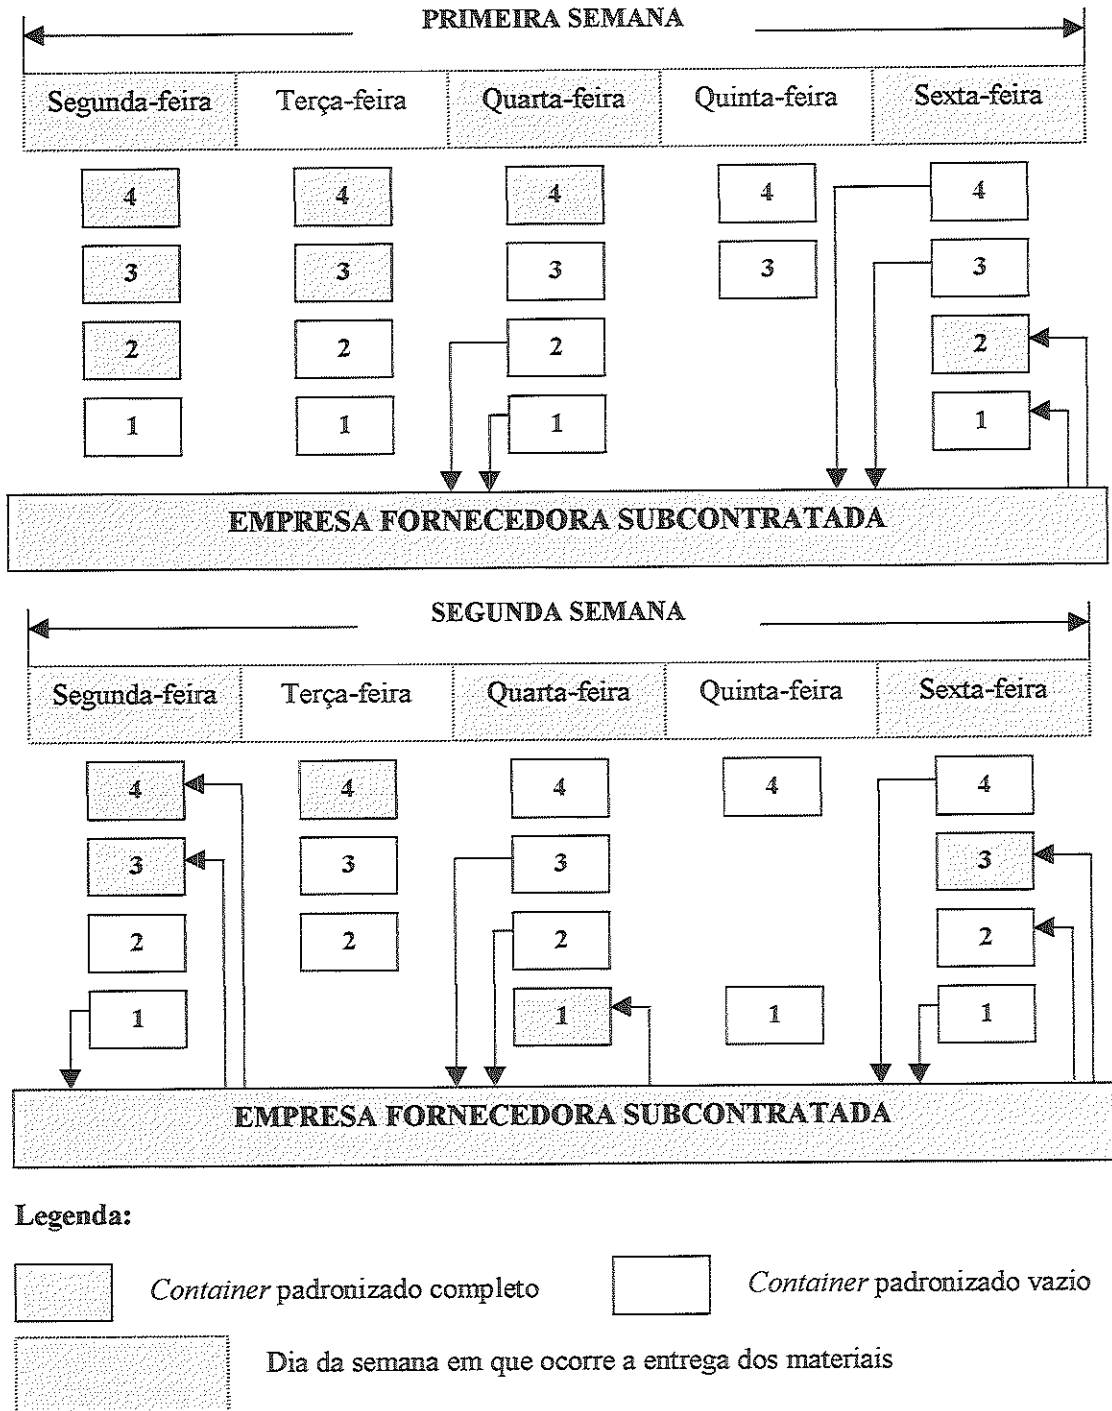 PRIMEIRA SEMANA
Segunda-feira Terça-feira Quarta-feira Quinta-feira Sexta-feira
4 4 4 4 4
3 3 3 3 3
2 2 2 2
1 1 1 1
EMPRESA FORNECEDORA SUBCONTRATADA
SEGUNDA SEMANA
Segunda-feira Terça-feira Quarta-feira Quinta-feira Sexta-feira
4 4 4 4 4
3 3 3 3
2 2 2 2
1 1 1 1
EMPRESA FORNECEDORA SUBCONTRATADA
Legenda:
Container padronizado completo Container padronizado vazio
Dia da semana em que ocorre a entrega dos materiais